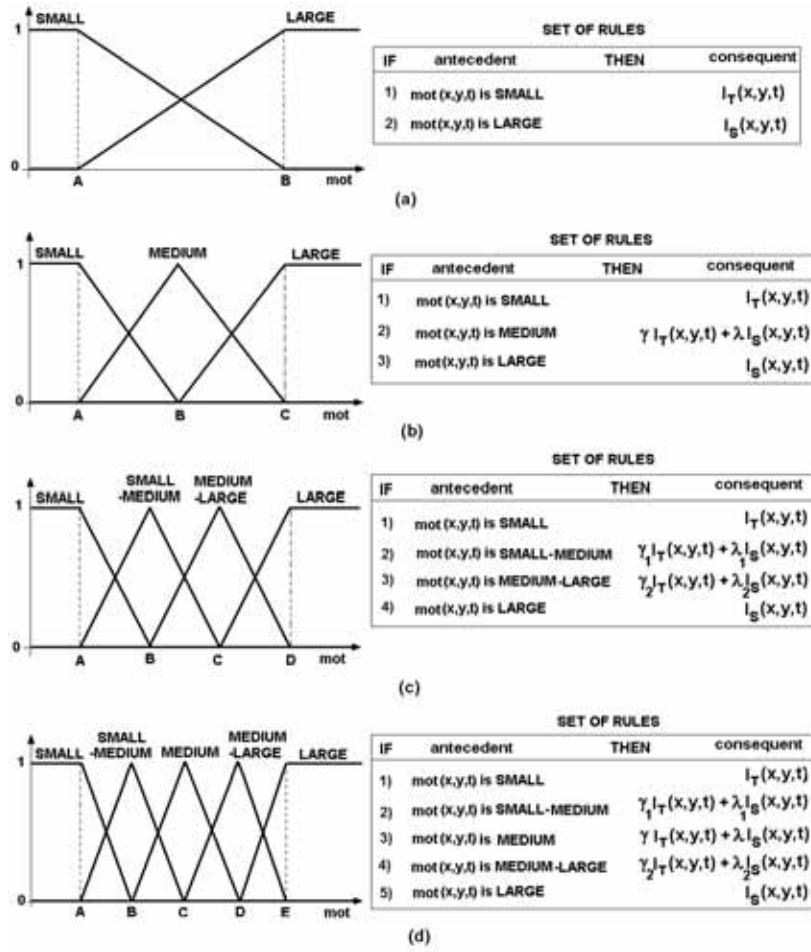 SMALL LARGE
1
0
A B mot
SET OF RULES
IF antecedent THEN consequent
1) mot(x,y,t) is SMALL I_T(x,y,t)
2) mot(x,y,t) is LARGE I_S(x,y,t)
(a)
SMALL MEDIUM LARGE
1
0
A B C mot
SET OF RULES
IF antecedent THEN consequent
1) mot(x,y,t) is SMALL I_T(x,y,t)
2) mot(x,y,t) is MEDIUM γ I_T(x,y,t) + λ I_S(x,y,t)
3) mot(x,y,t) is LARGE I_S(x,y,t)
(b)
SMALL SMALL -MEDIUM MEDIUM -LARGE LARGE
1
0
A B C D mot
SET OF RULES
IF antecedent THEN consequent
1) mot(x,y,t) is SMALL I_T(x,y,t)
2) mot(x,y,t) is SMALL-MEDIUM γ_1 I_T(x,y,t) + λ_1 I_S(x,y,t)
3) mot(x,y,t) is MEDIUM-LARGE γ_2 I_T(x,y,t) + λ_2 I_S(x,y,t)
4) mot(x,y,t) is LARGE I_S(x,y,t)
(c)
SMALL SMALL -MEDIUM MEDIUM MEDIUM -LARGE LARGE
1
0
A B C D E mot
SET OF RULES
IF antecedent THEN consequent
1) mot(x,y,t) is SMALL I_T(x,y,t)
2) mot(x,y,t) is SMALL-MEDIUM γ_1 I_T(x,y,t) + λ_1 I_S(x,y,t)
3) mot(x,y,t) is MEDIUM γ I_T(x,y,t) + λ I_S(x,y,t)
4) mot(x,y,t) is MEDIUM-LARGE γ_2 I_T(x,y,t) + λ_2 I_S(x,y,t)
5) mot(x,y,t) is LARGE I_S(x,y,t)
(d)